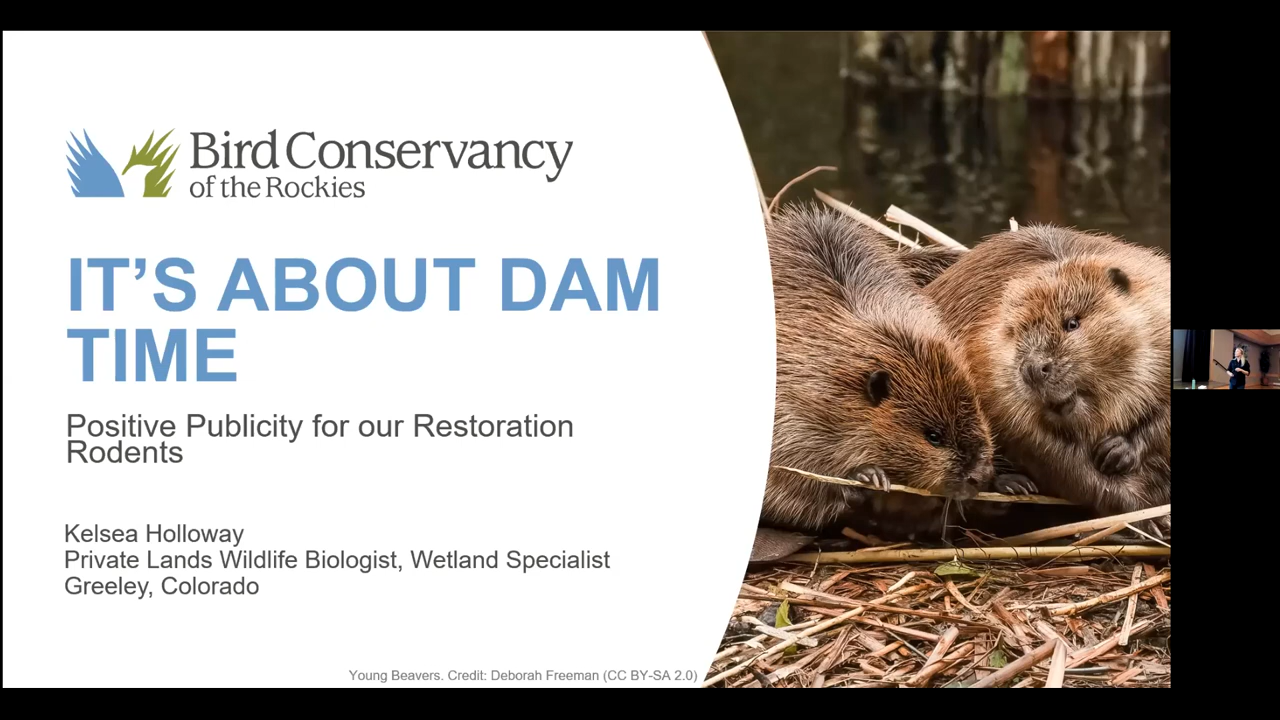 Bird Conservancy
of the Rockies
IT'S ABOUT DAM
TIME
Positive Publicity for our Restoration
Rodents
Kelsea Holloway
Private Lands Wildlife Biologist, Wetland Specialist
Greeley, Colorado
Young Beavers. Credit: Deborah Freeman (CC BY-SA 2.0)